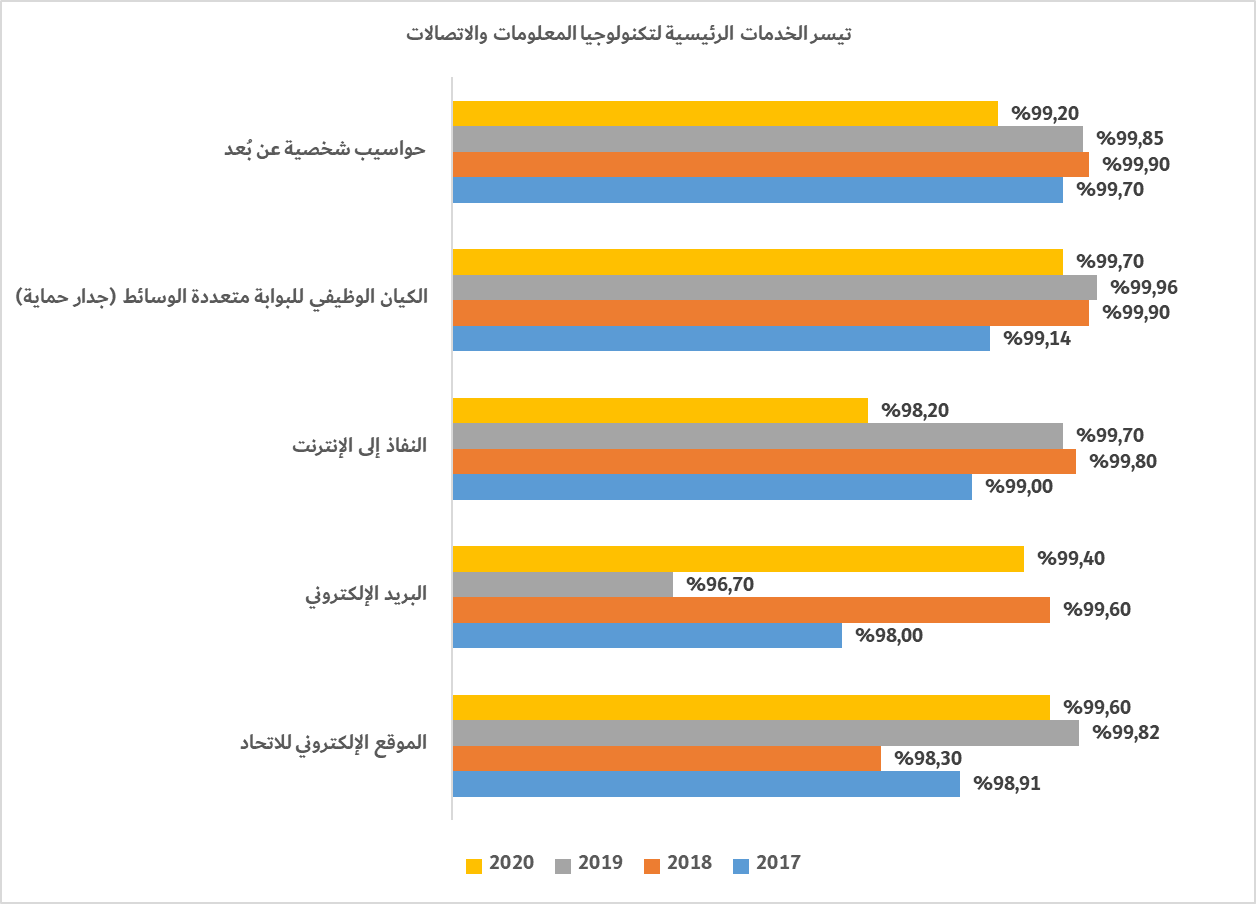 تيسر الخدمات الرئيسية لتكنولوجيا المعلومات والاتصالات
حواسيب شخصية عن بُعد
%99,20
%99,85
%99,90
%99,70
الكيان الوظيفي للبوابة متعددة الوسائط (جدار حماية)
%99,70
%99,96
%99,90
%99,14
النفاذ إلى الإنترنت
%98,20
%99,70
%99,80
%99,00
البريد الإلكتروني
%99,40
%96,70
%99,60
%98,00
الموقع الإلكتروني للاتحاد
%99,60
%99,82
%98,30
%98,91
2020 2019 2018 2017